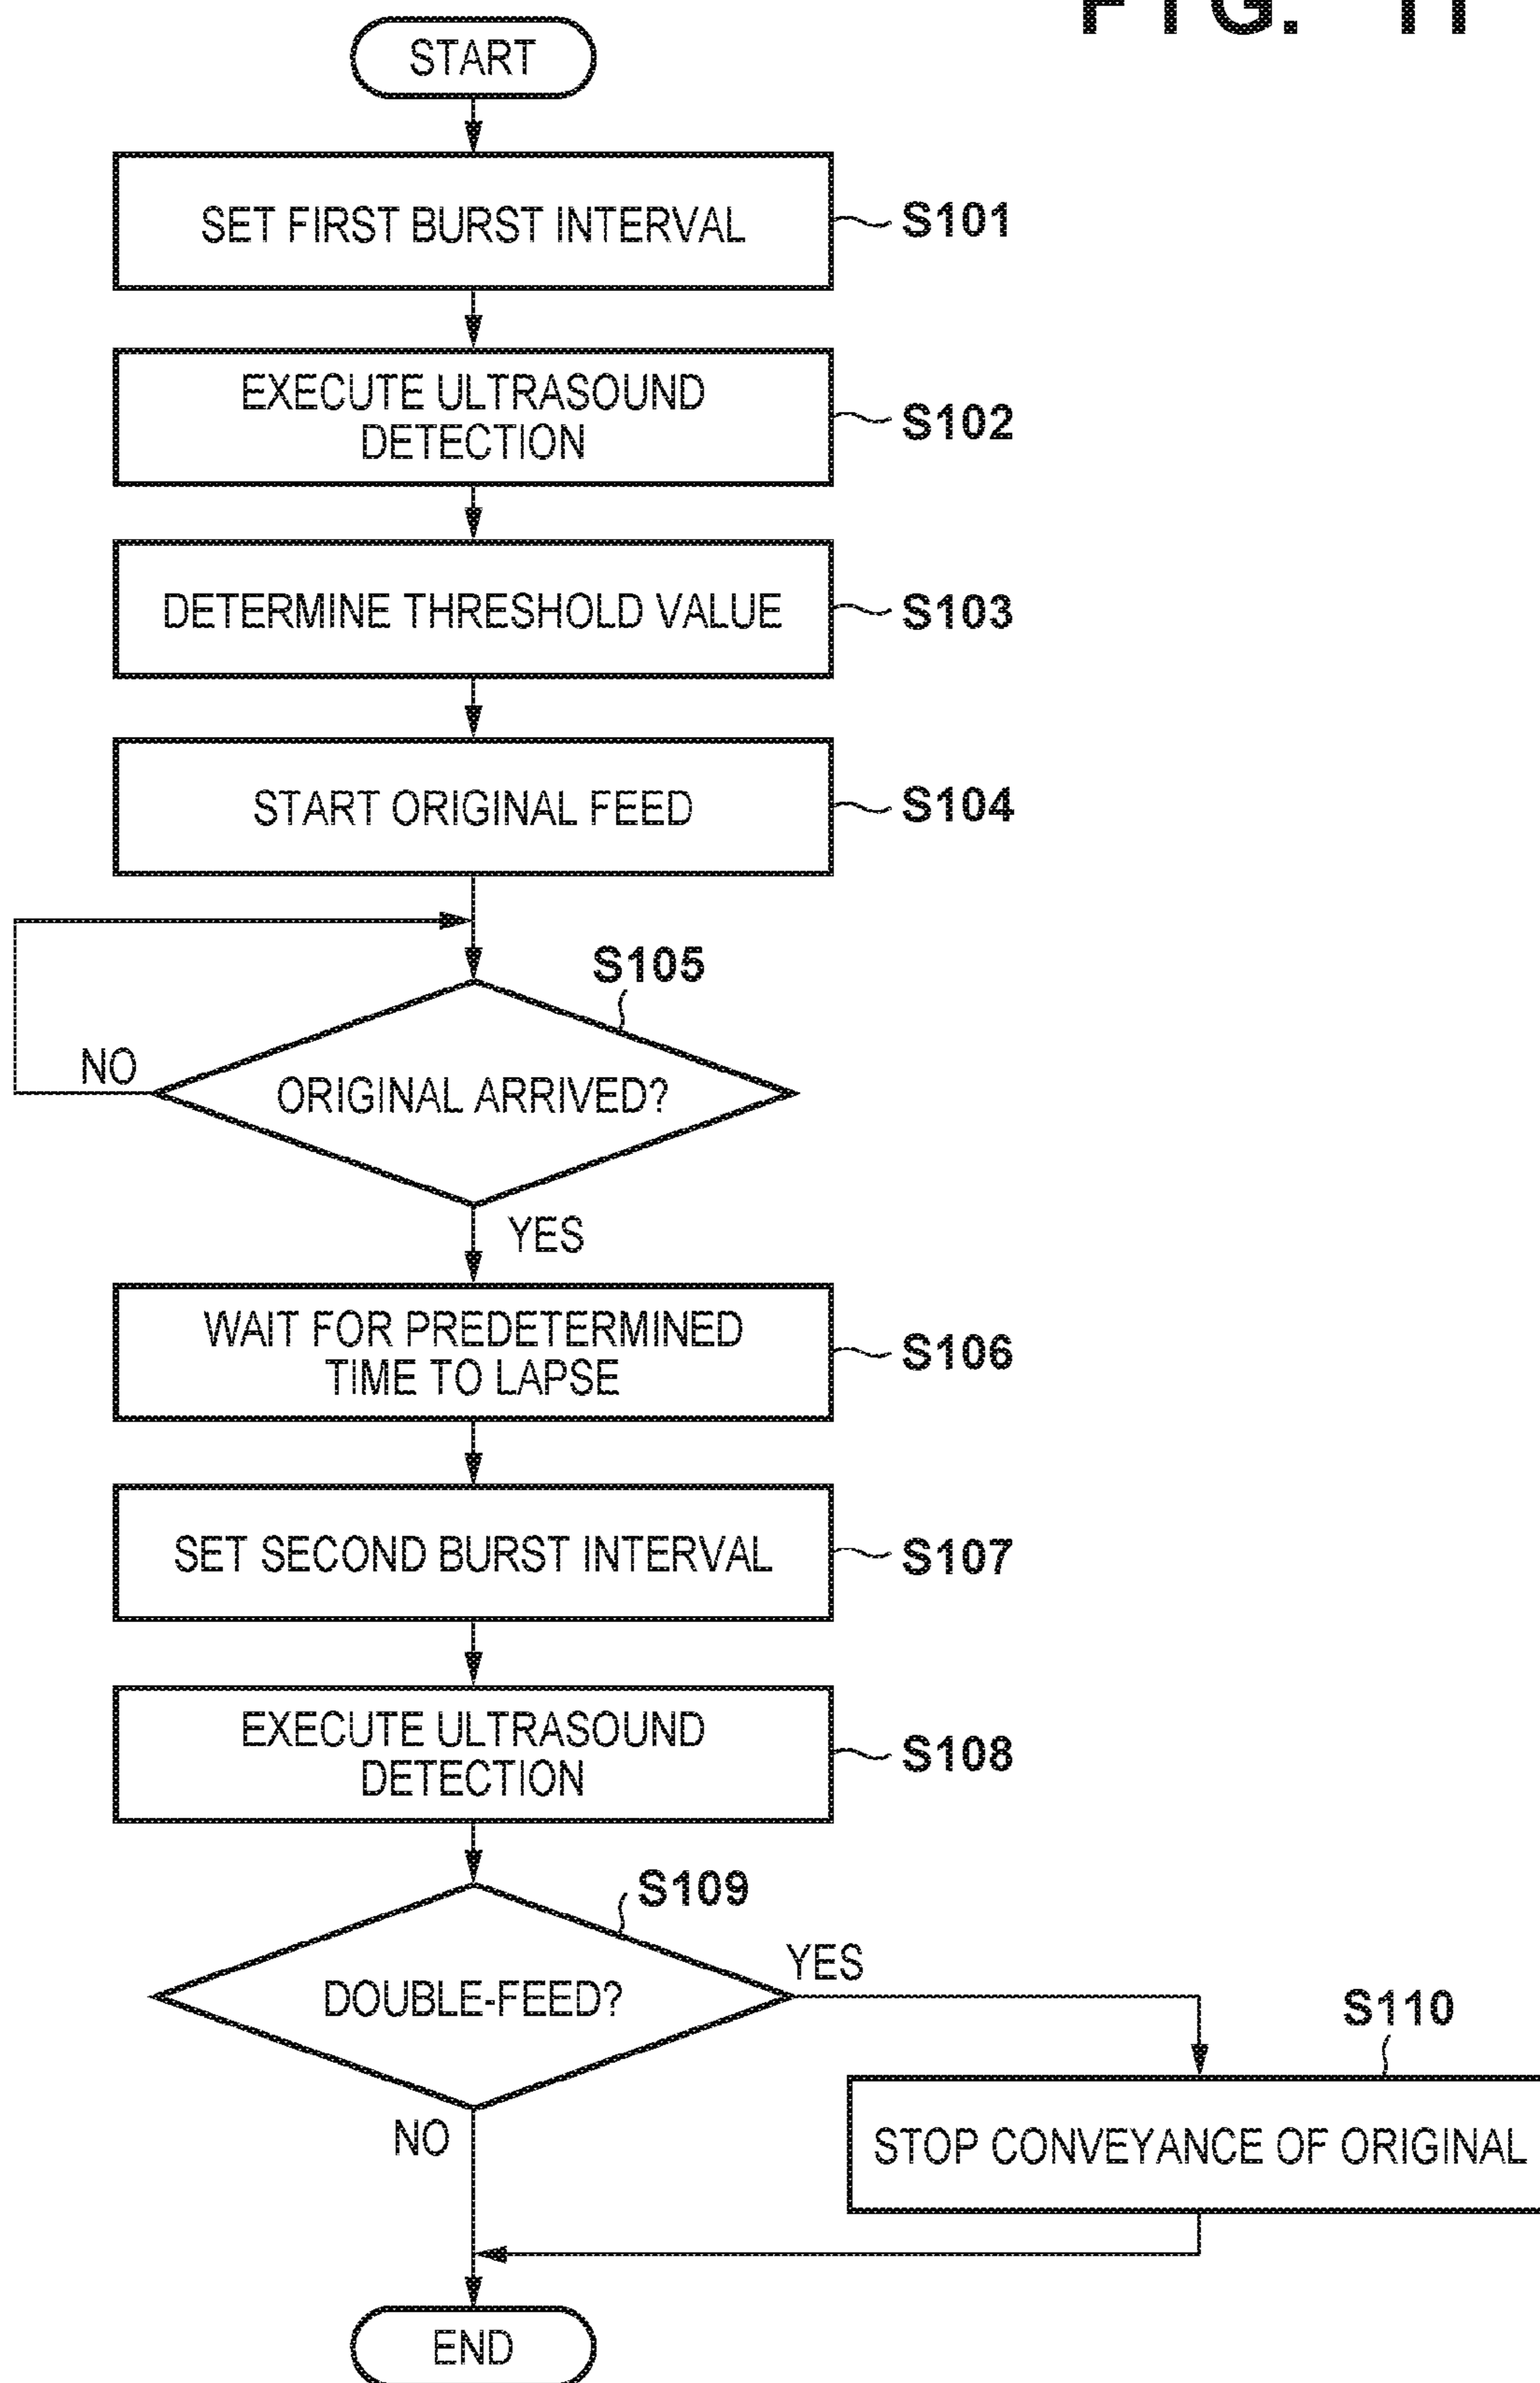 FIG. 11
START
SET FIRST BURST INTERVAL
S101
EXECUTE ULTRASOUND
DETECTION
S102
DETERMINE THRESHOLD VALUE
S103
START ORIGINAL FEED
S104
S105
NO
ORIGINAL ARRIVED?
YES
WAIT FOR PREDETERMINED
TIME TO LAPSE
S106
SET SECOND BURST INTERVAL
S107
EXECUTE ULTRASOUND
DETECTION
S108
S109
YES
DOUBLE-FEED?
S110
NO
STOP CONVEYANCE OF ORIGINAL
END